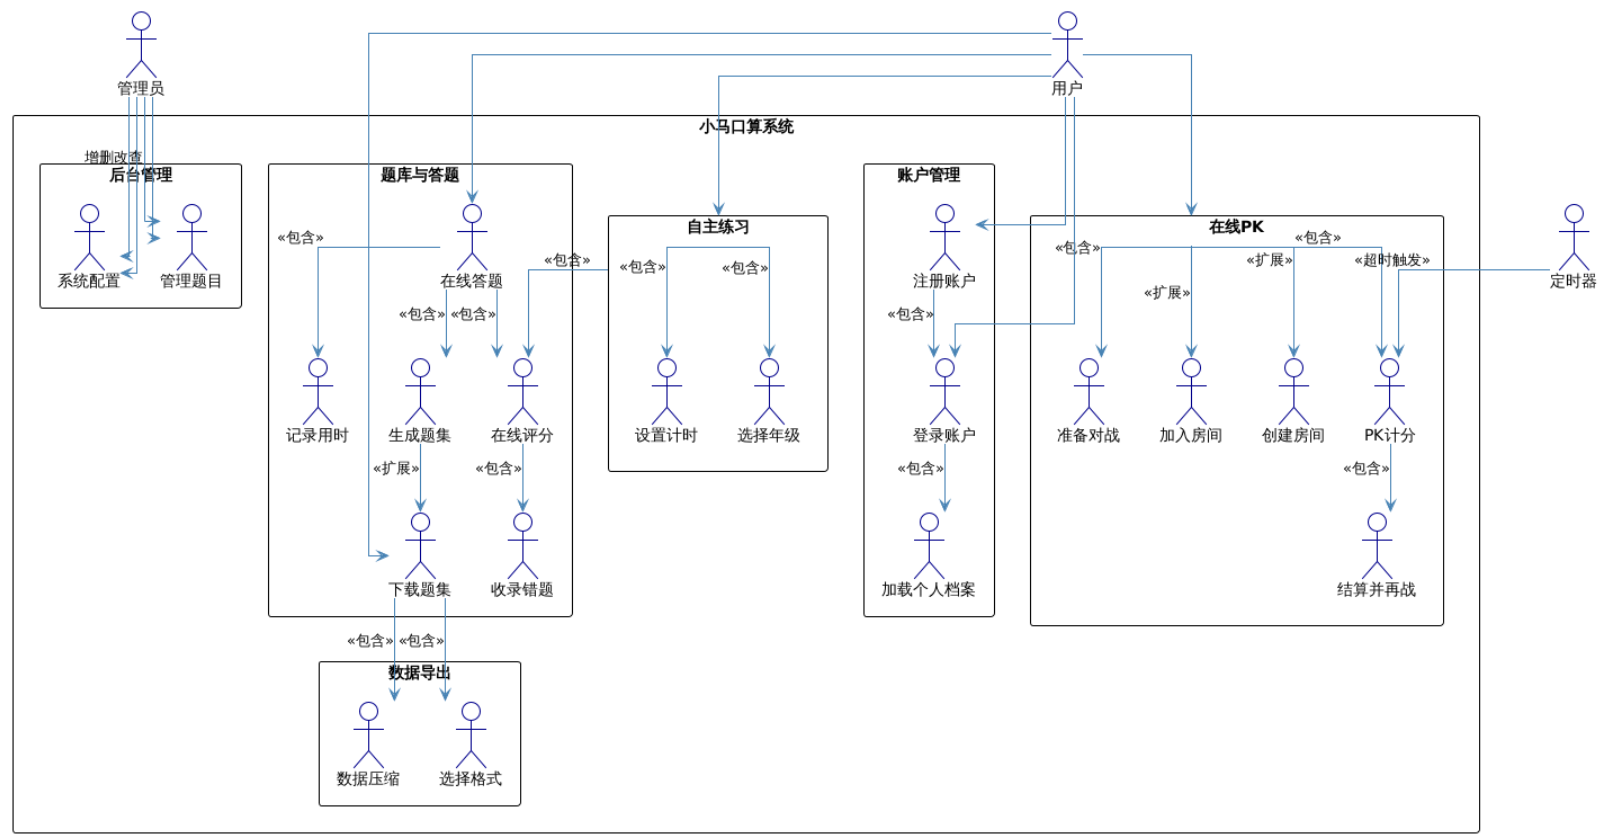 管理员
用户
小马口算系统
增删改查
后台管理
系统配置
管理题目
题库与答题
«包含»
在线答题
«包含»
«包含»
«包含»
记录用时
生成题集
在线评分
«扩展»
«包含»
下载题集
收录错题
«包含»
«包含»
数据导出
数据压缩
选择格式
自主练习
«包含»
«包含»
设置计时
选择年级
账户管理
注册账户
«包含»
登录账户
«包含»
加载个人档案
在线PK
«包含»
«包含»
«扩展»
«超时触发»
«扩展»
准备对战
加入房间
创建房间
PK计分
«包含»
结算并再战
定时器